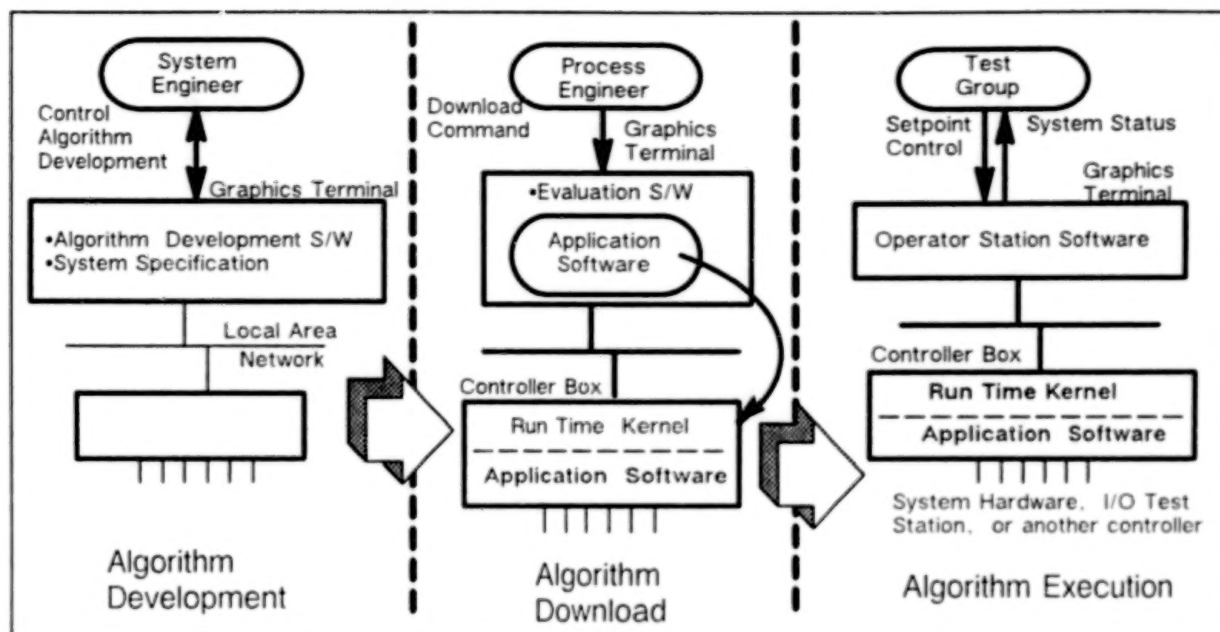 System
Engineer
Control
Algorithm
Development
Graphics Terminal
•Algorithm Development S/W
•System Specification
Local Area
Network
Algorithm
Development
Process
Engineer
Download
Command
Graphics
Terminal
•Evaluation S/W
Application
Software
Controller Box
Run Time Kernel
Application Software
Algorithm
Download
Test
Group
Setpoint
Control
System Status
Graphics
Terminal
Operator Station Software
Controller Box
Run Time Kernel
Application Software
System Hardware, I/O Test
Station, or another controller
Algorithm Execution